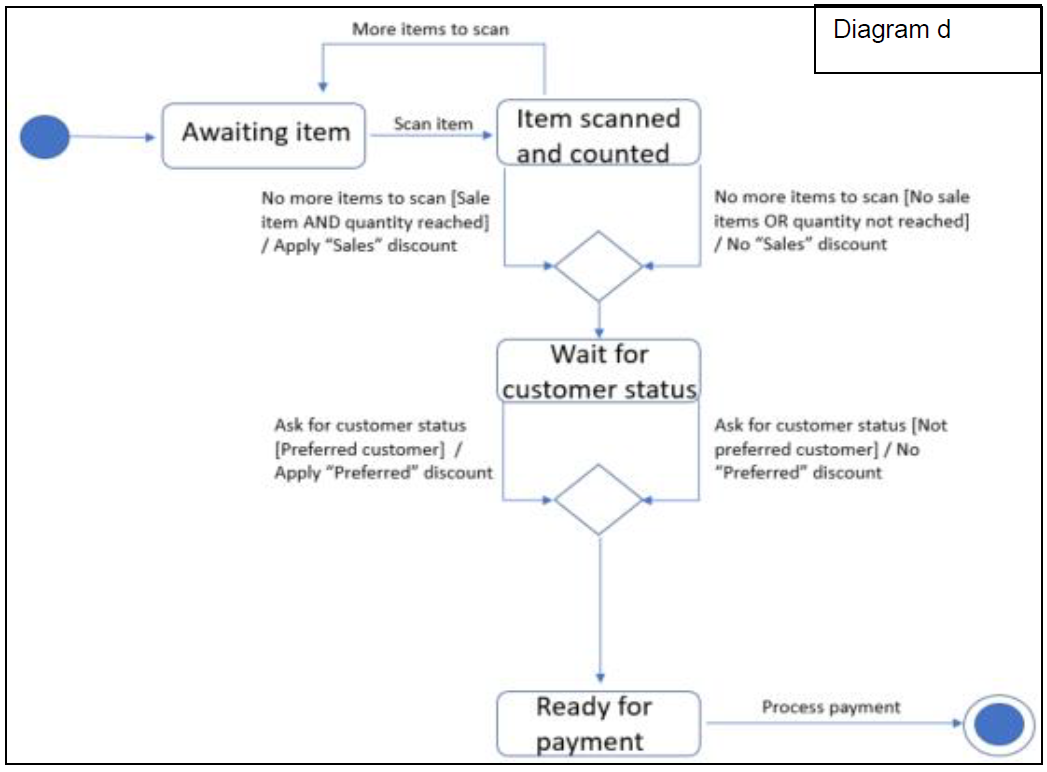 Diagram d
More items to scan
Awaiting item
Scan item
Item scanned
and counted
No more items to scan [Sale
item AND quantity reached]
/ Apply “Sales” discount
No more items to scan [No sale
items OR quantity not reached]
/ No “Sales” discount
Wait for
customer status
Ask for customer status
[Preferred customer] /
Apply “Preferred” discount
Ask for customer status [Not
preferred customer] / No
“Preferred” discount
Ready for
payment
Process payment